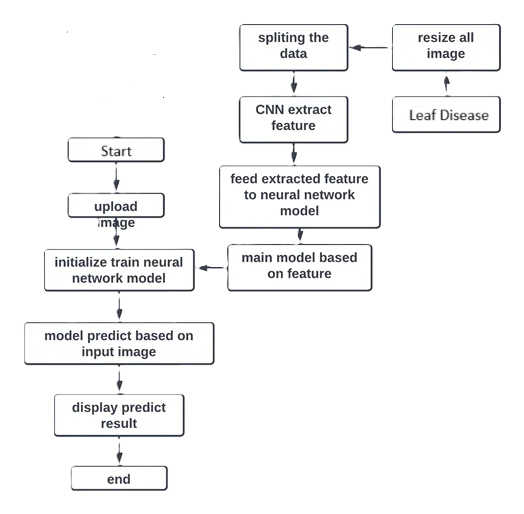 spliting the
data
resize all
image
CNN extract
feature
Leaf Disease
Start
feed extracted feature
to neural network
model
upload
image
main model based
on feature
initialize train neural
network model
model predict based on
input image
display predict
result
end